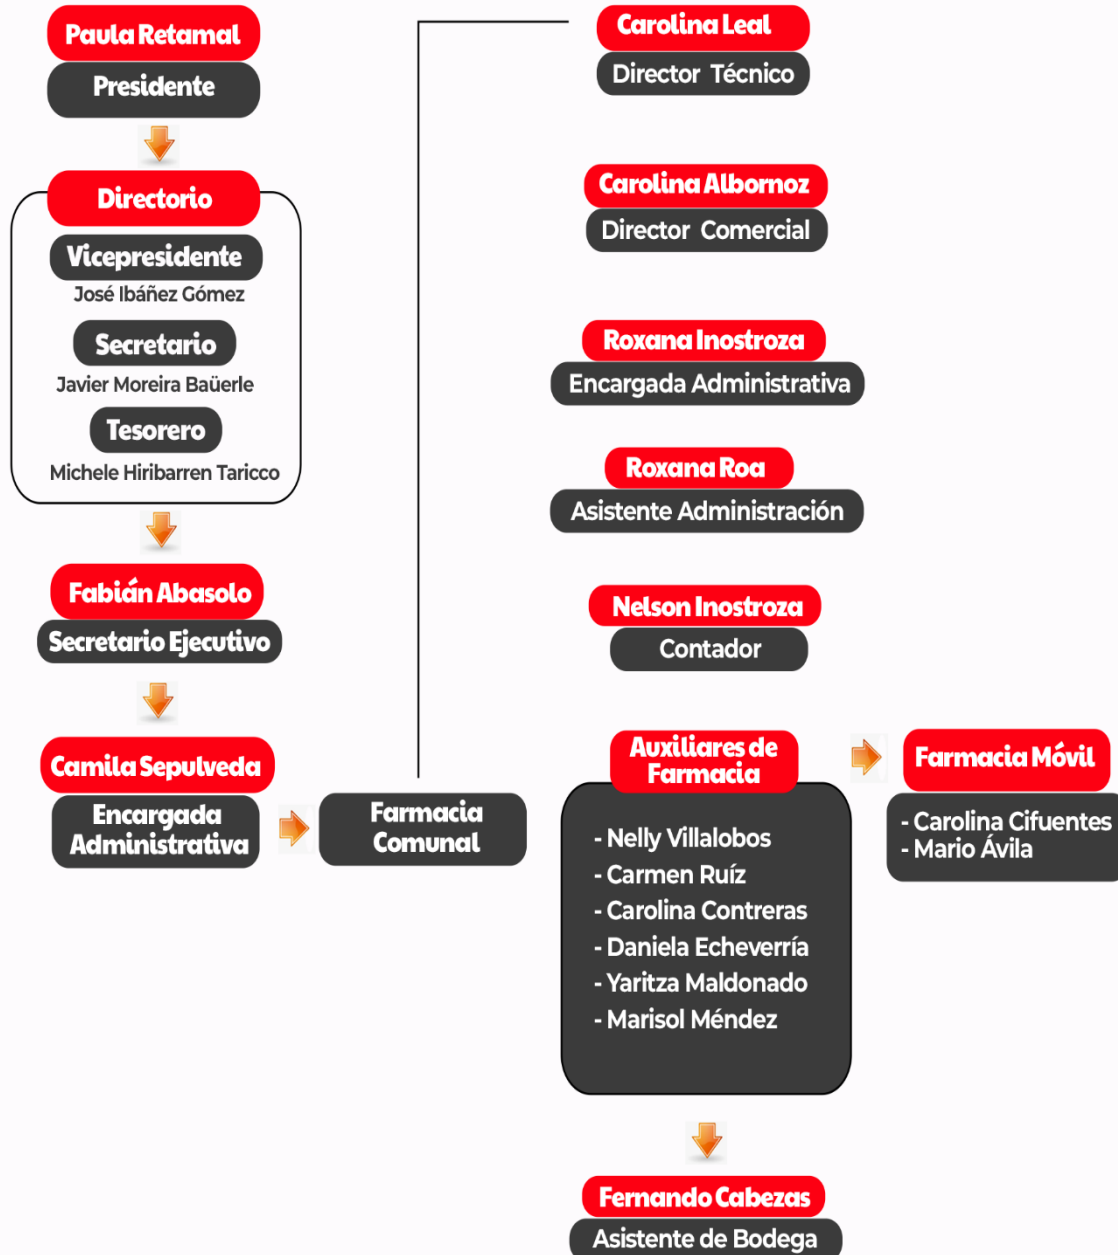 Paula Retamal
Presidente
Directorio
Vicepresidente
José Ibáñez Gómez
Secretario
Javier Moreira Baüerle
Tesorero
Michele Hiribarren Taricco
Fabián Abasolo
Secretario Ejecutivo
Camila Sepulveda
Encargada
Administrativa
Farmacia
Comunal
Carolina Leal
Director Técnico
Carolina Albornoz
Director Comercial
Roxana Inostroza
Encargada Administrativa
Roxana Roa
Asistente Administración
Nelson Inostroza
Contador
Auxiliares de
Farmacia
- Nelly Villalobos
- Carmen Ruíz
- Carolina Contreras
- Daniela Echeverría
- Yaritza Maldonado
- Marisol Méndez
Farmacia Móvil
- Carolina Cifuentes
- Mario Ávila
Fernando Cabezas
Asistente de Bodega